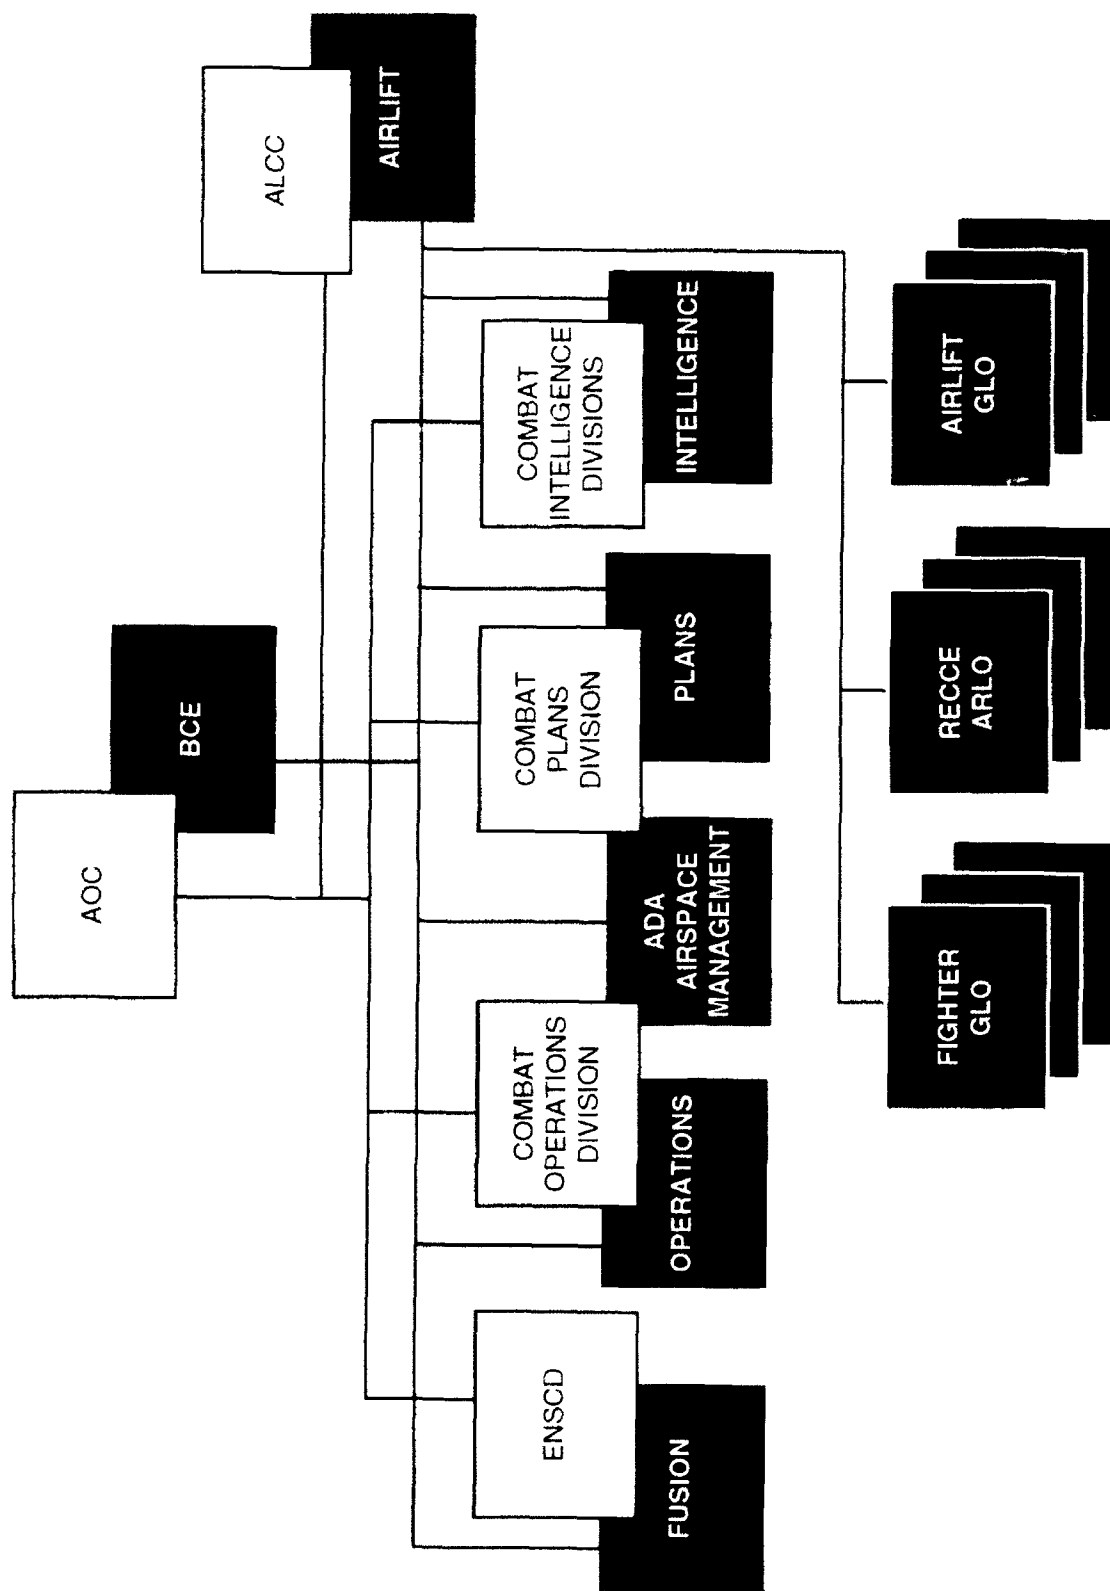 AOC
BCE
ALCC
AIRLIFT
ENSCD
FUSION
COMBAT
OPERATIONS
DIVISION
OPERATIONS
ADA
AIRSPACE
MANAGEMENT
COMBAT
PLANS
DIVISION
PLANS
COMBAT
INTELLIGENCE
DIVISIONS
INTELLIGENCE
FIGHTER
GLO
RECCE
ARLO
AIRLIFT
GLO